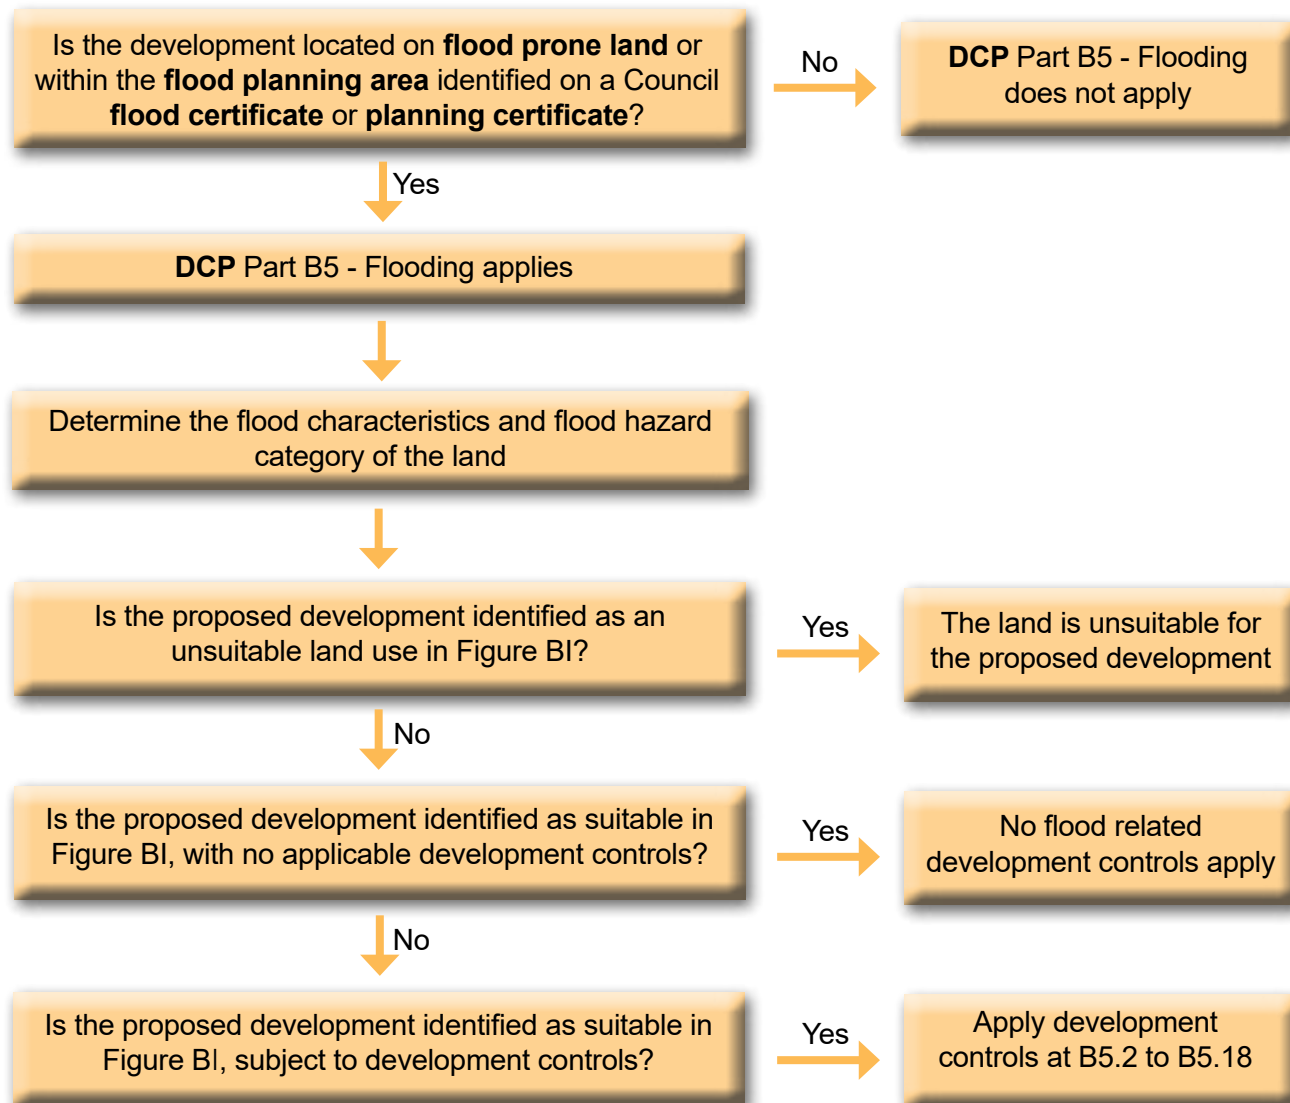 Is the development located on flood prone land or
within the flood planning area identified on a Council
flood certificate or planning certificate?
No
DCP Part B5 - Flooding
does not apply
Yes
DCP Part B5 - Flooding applies
Determine the flood characteristics and flood hazard
category of the land
Is the proposed development identified as an
unsuitable land use in Figure BI?
Yes
The land is unsuitable for
the proposed development
No
Is the proposed development identified as suitable in
Figure BI, with no applicable development controls?
Yes
No flood related
development controls apply
No
Is the proposed development identified as suitable in
Figure BI, subject to development controls?
Yes
Apply development
controls at B5.2 to B5.18